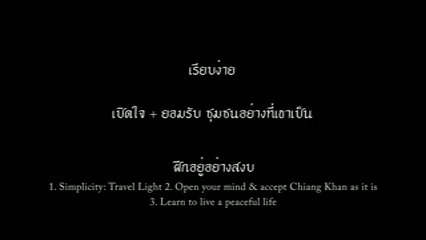 เรียบง่าย
เปิดใจ + ยอมรับ ชุมชนอย่างที่เขาเป็น
ฝึกอยู่อย่างสงบ
1. Simplicity: Travel Light 2. Open your mind & accept Chiang Khan as it is
3. Learn to live a peaceful life